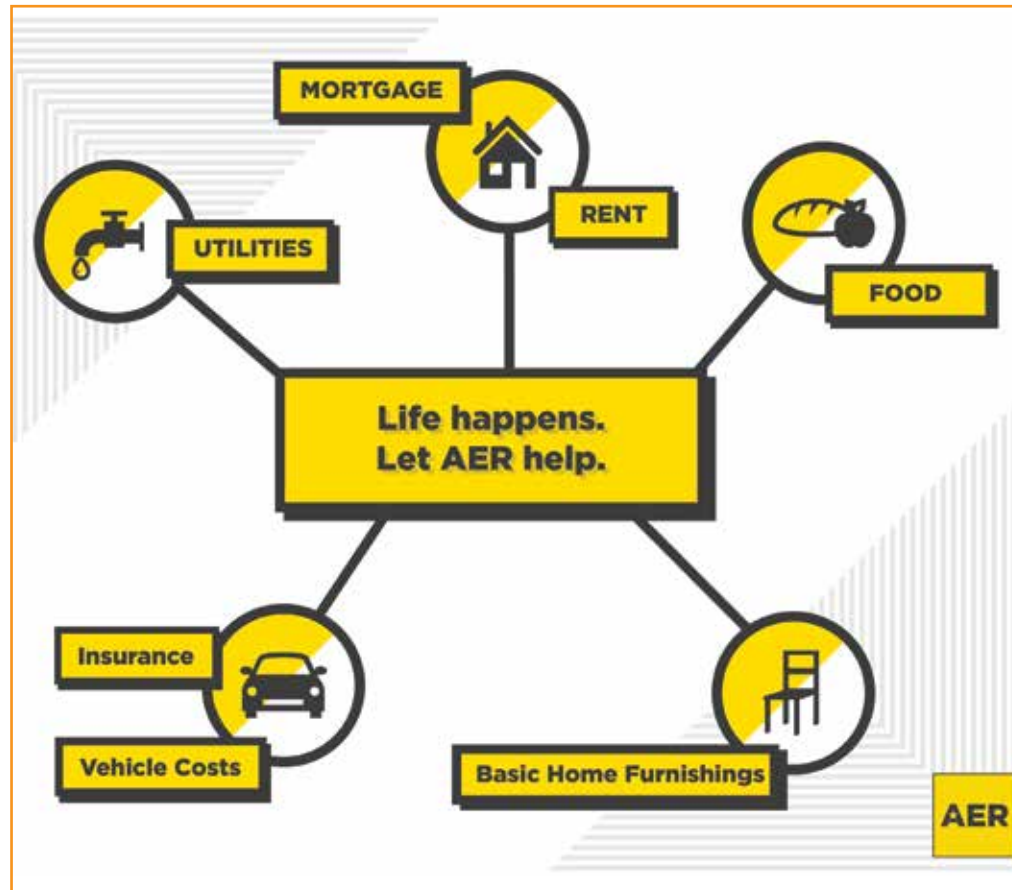 MORTGAGE
RENT
UTILITIES
FOOD
Life happens.
Let AER help.
Insurance
Vehicle Costs
Basic Home Furnishings
AER